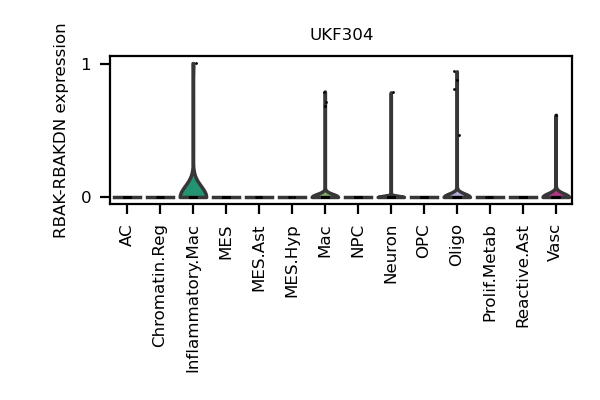 UKF304
RBAK-RBAKDN expression
1
0
AC
Chromatin.Reg
Inflammatory.Mac
MES
MES.Ast
MES.Hyp
Mac
NPC
Neuron
OPC
Oligo
Prolif.Metab
Reactive.Ast
Vasc